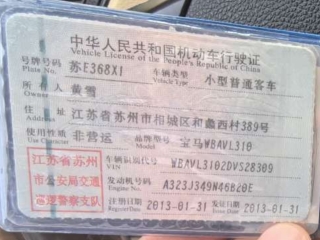 中华人民共和国机动车行驶证
Vehicle License of the People's Republic of China
号牌号码 苏E368X1 车辆类型 小型普通客车
Plate No. Vehicle Type
所有人 黄雪
Owner
住址 江苏省苏州市相城区和蠡西村389号
Address
使用性质 非营运 品牌型号 宝马WBAVL310
Use Character Model
江苏省苏州 车辆识别代号 WBAVL3102DVS28309
VIN
市公安局交通 发动机号码 A323J349N46B20E
Engine No.
巡理警察支队 注册日期 2013-01-31 发证日期 2013-01-31
Register Date Issue Date